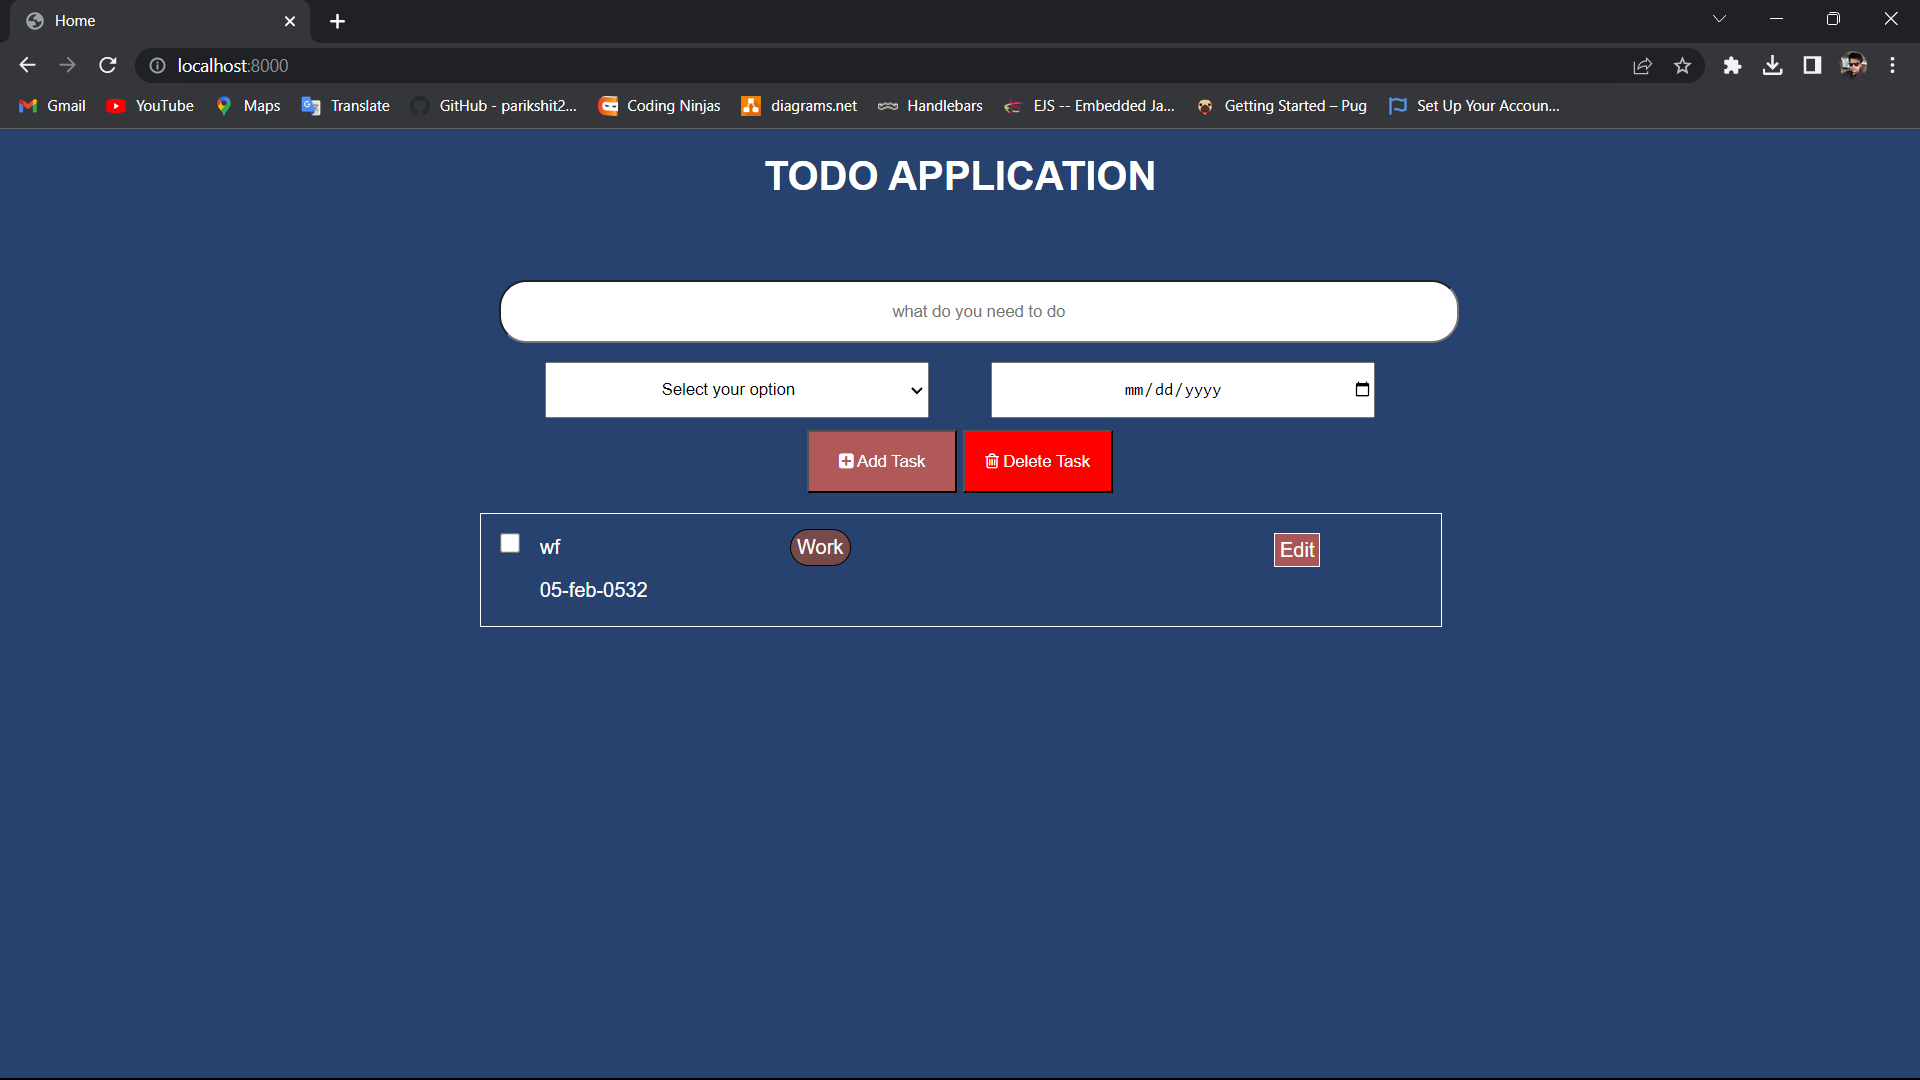 Home
localhost:8000
Gmail YouTube Maps Translate GitHub - parikshit2... Coding Ninjas diagrams.net Handlebars EJS -- Embedded Ja... Getting Started – Pug Set Up Your Accoun...
TODO APPLICATION
what do you need to do
Select your option mm/dd/yyyy
Add Task Delete Task
wf Work Edit
05-feb-0532